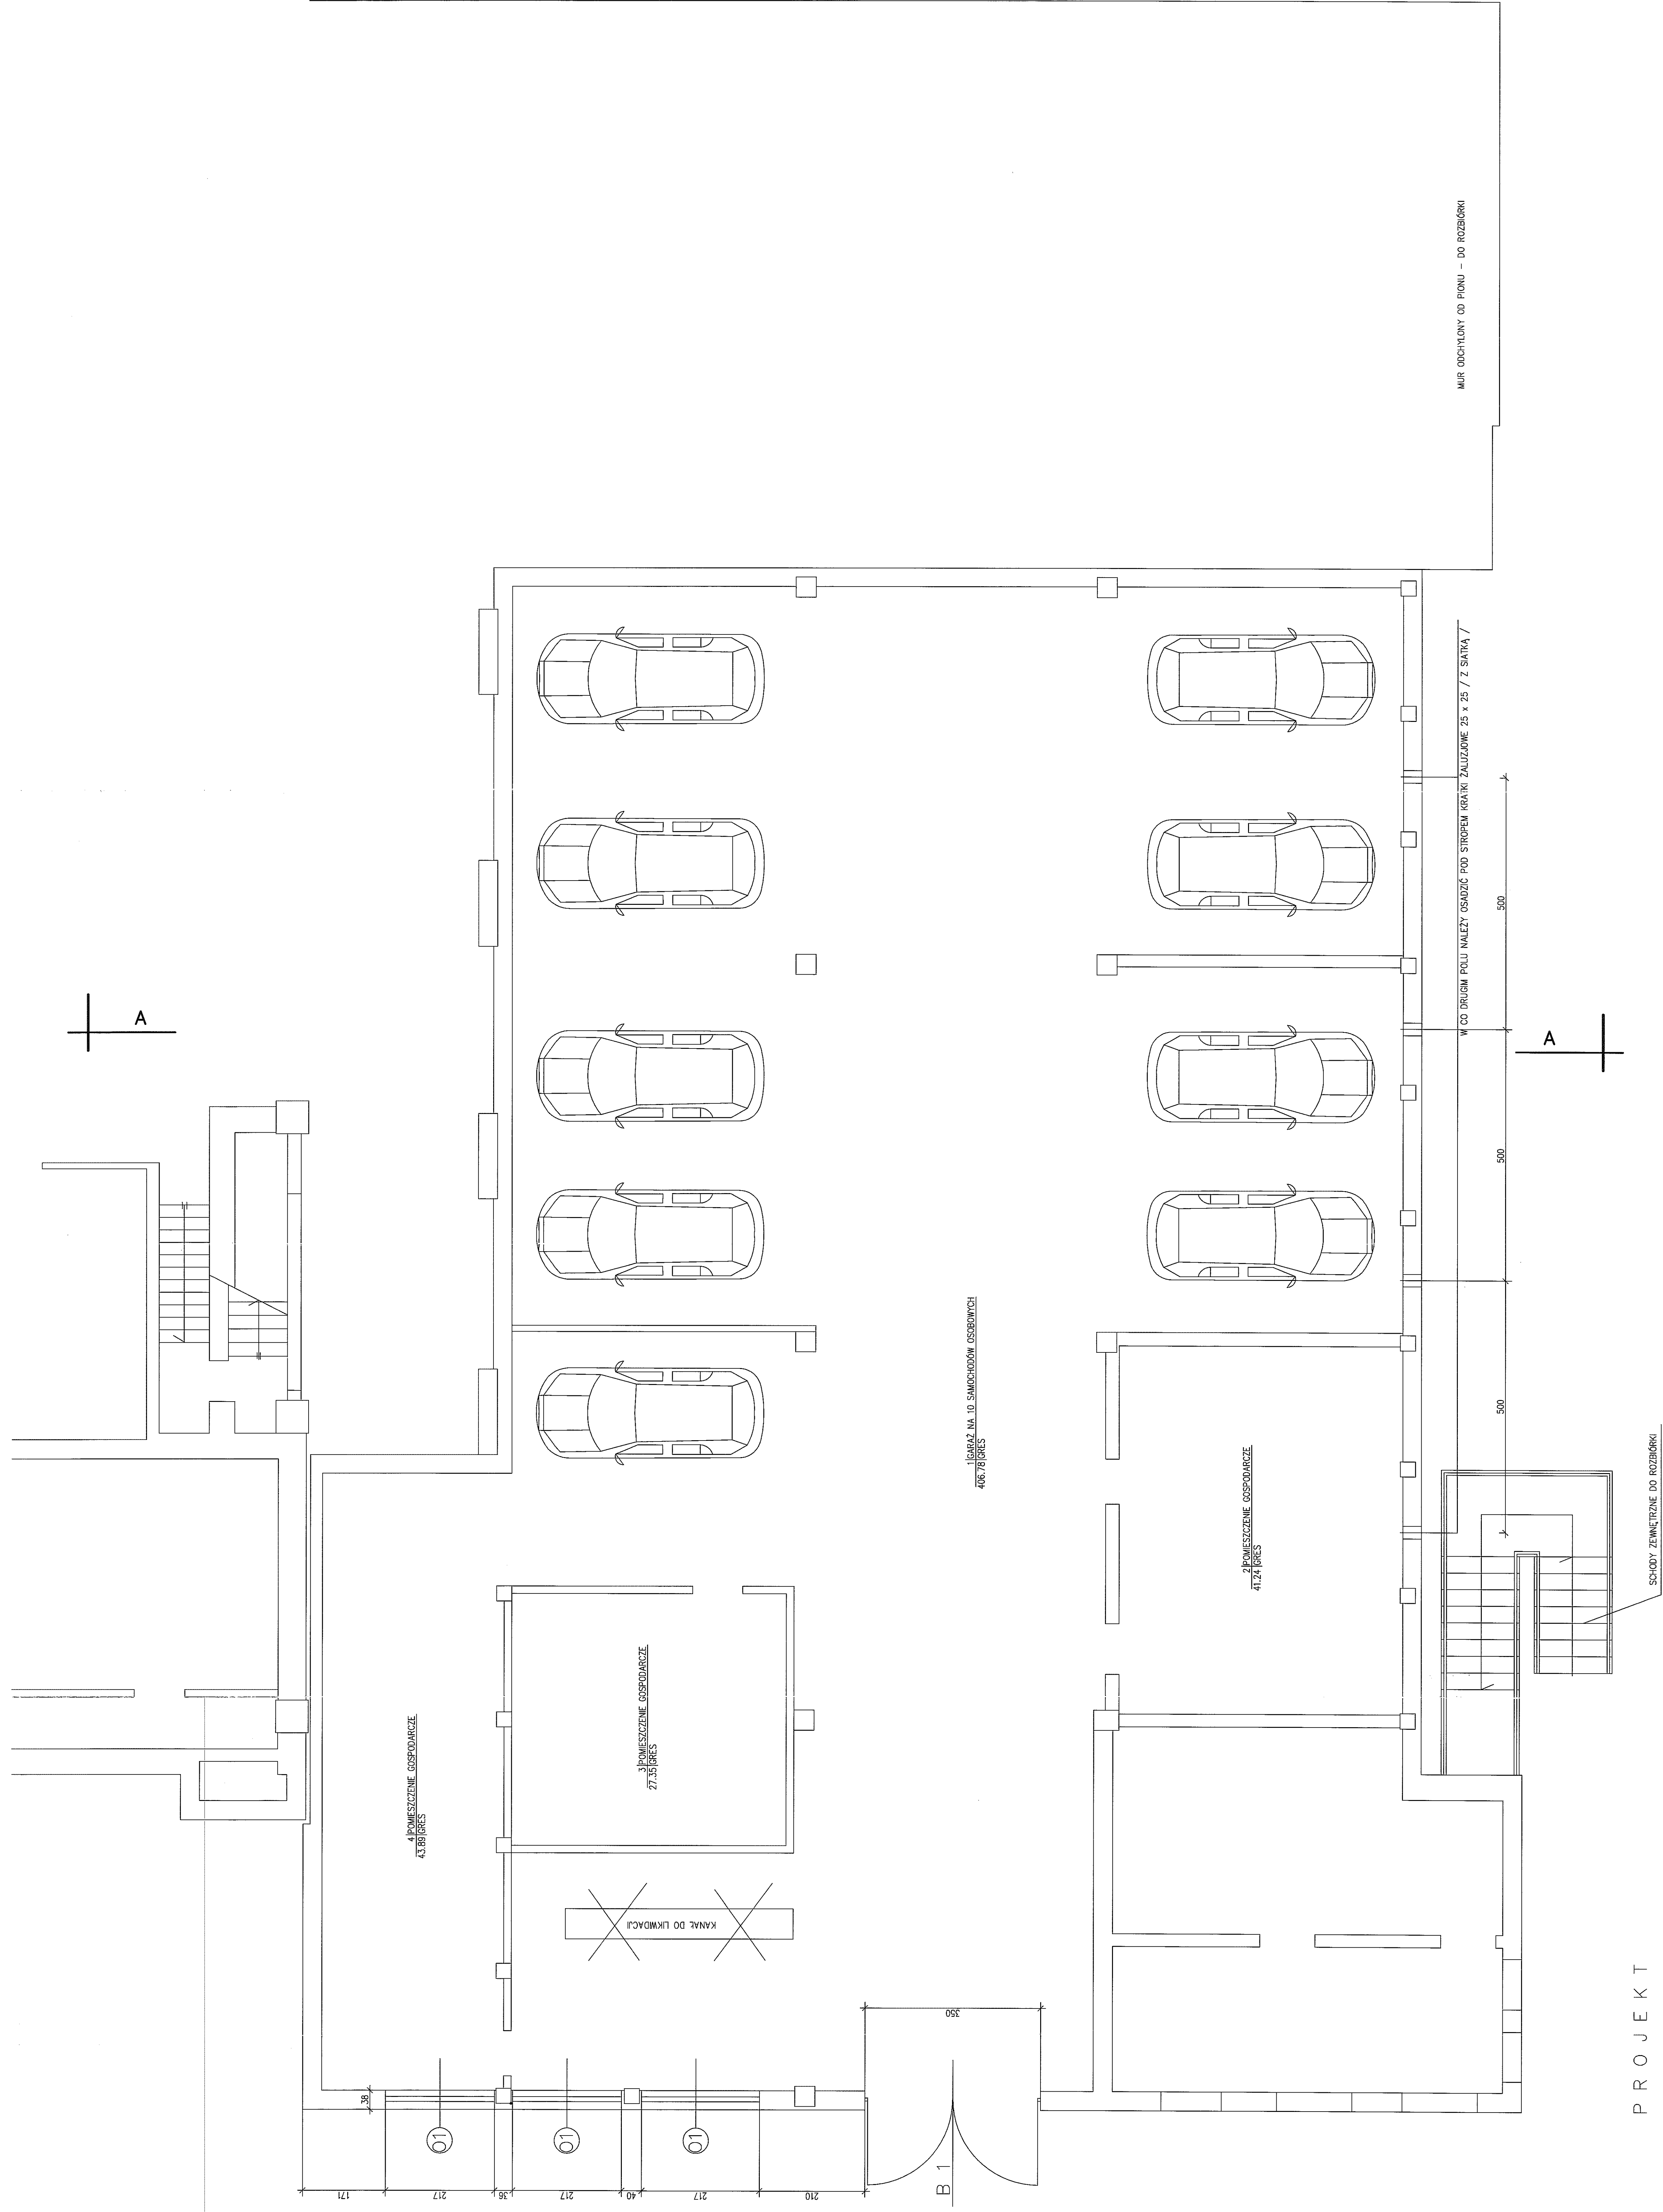 MUR ODCHYLONY OD PIONU - DO ROZBIÓRKI
W CO DRUGIM POLU NALEŻY OSADZIĆ POD STROPEM KRATKI ŻALUZJOWE 25 x 25 / Z SIATKĄ /
A
A
500
500
500
1 GARAŻ NA 10 SAMOCHODÓW OSOBOWYCH
406.78 GRES
2 POMIESZCZENIE GOSPODARCZE
41.24 GRES
3 POMIESZCZENIE GOSPODARCZE
27.35 GRES
4 POMIESZCZENIE GOSPODARCZE
43.89 GRES
KANAŁ DO LIKWIDACJI
SCHODY ZEWNĘTRZNE DO ROZBIÓRKI
350
38
O1
O1
O1
B 1
171
217
36
217
40
217
210
PROJEKT